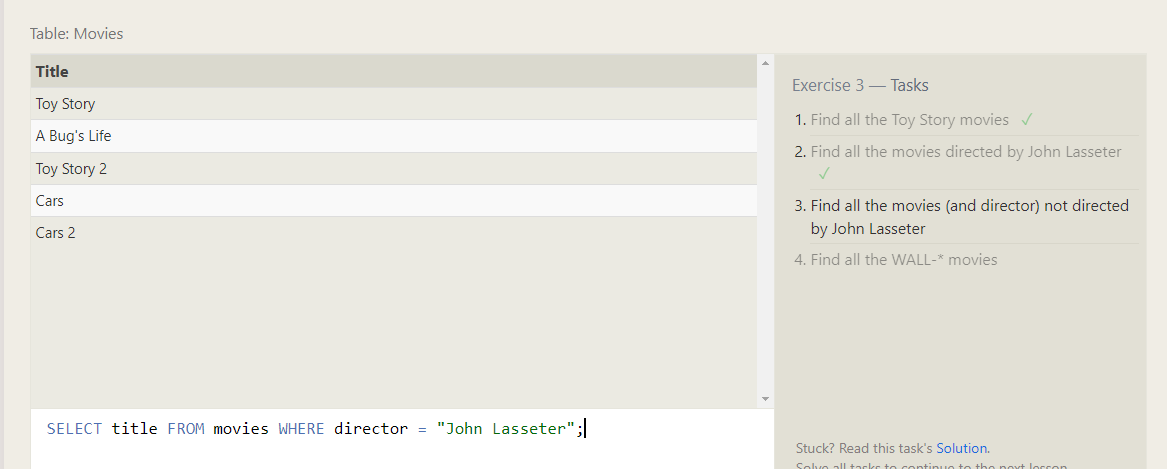 Table: Movies
Title
Toy Story
A Bug's Life
Toy Story 2
Cars
Cars 2
SELECT title FROM movies WHERE director = "John Lasseter";
Exercise 3 — Tasks
1. Find all the Toy Story movies ✓
2. Find all the movies directed by John Lasseter
✓
3. Find all the movies (and director) not directed
by John Lasseter
4. Find all the WALL-* movies
Stuck? Read this task's Solution.
Solve all tasks to continue to the next lesson.